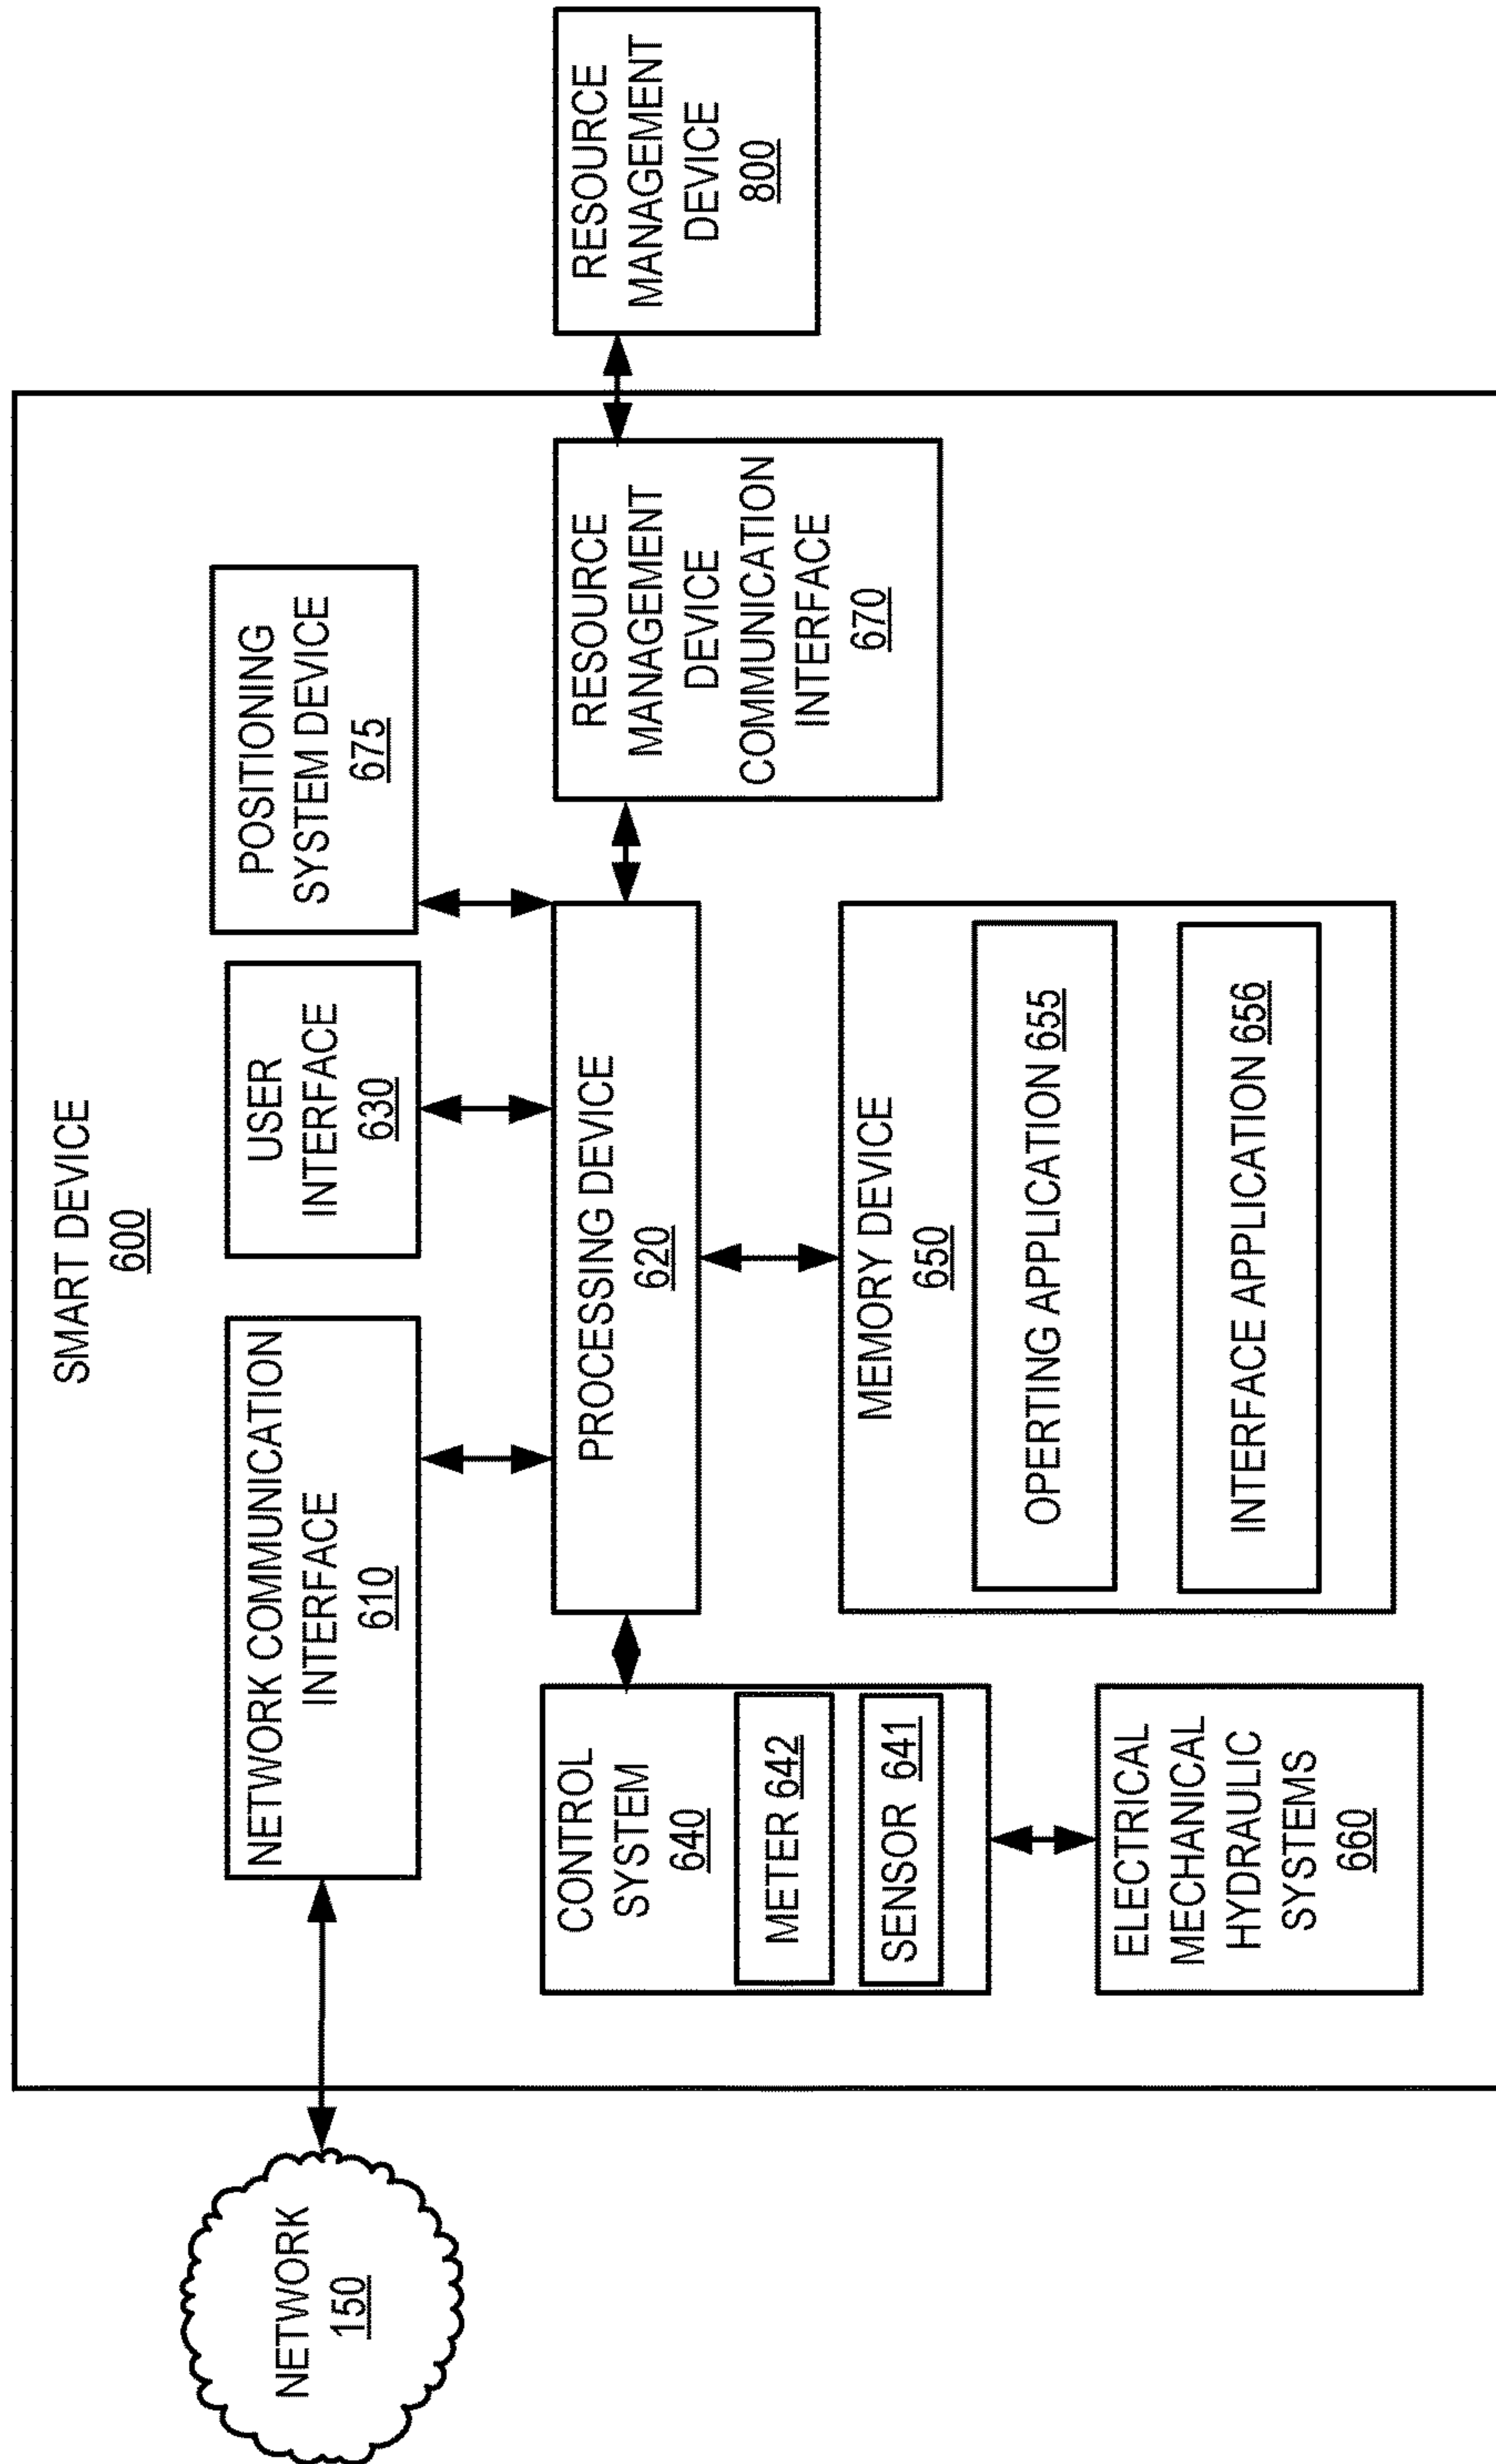 SMART DEVICE
600
NETWORK
150
NETWORK COMMUNICATION
INTERFACE
610
USER
INTERFACE
630
POSITIONING
SYSTEM DEVICE
675
CONTROL
SYSTEM
640
METER 642
SENSOR 641
PROCESSING DEVICE
620
RESOURCE
MANAGEMENT
DEVICE
COMMUNICATION
INTERFACE
670
RESOURCE
MANAGEMENT
DEVICE
800
MEMORY DEVICE
650
OPERTING APPLICATION 655
INTERFACE APPLICATION 656
ELECTRICAL
MECHANICAL
HYDRAULIC
SYSTEMS
660